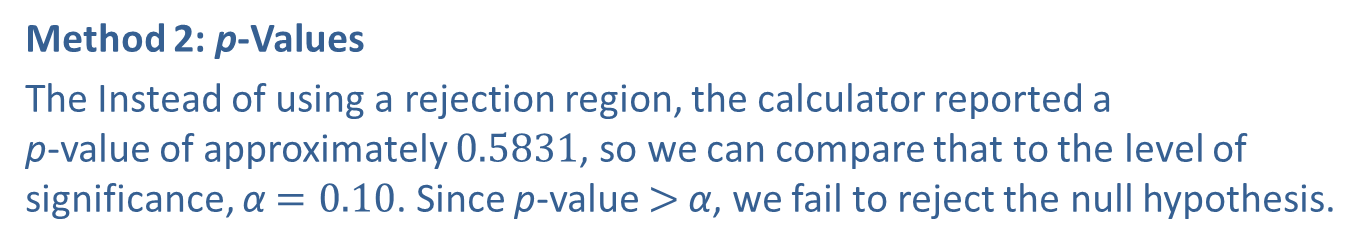 Method 2: p-Values
The Instead of using a rejection region, the calculator reported a
p-value of approximately 0.5831, so we can compare that to the level of
significance, α = 0.10. Since p-value > α, we fail to reject the null hypothesis.